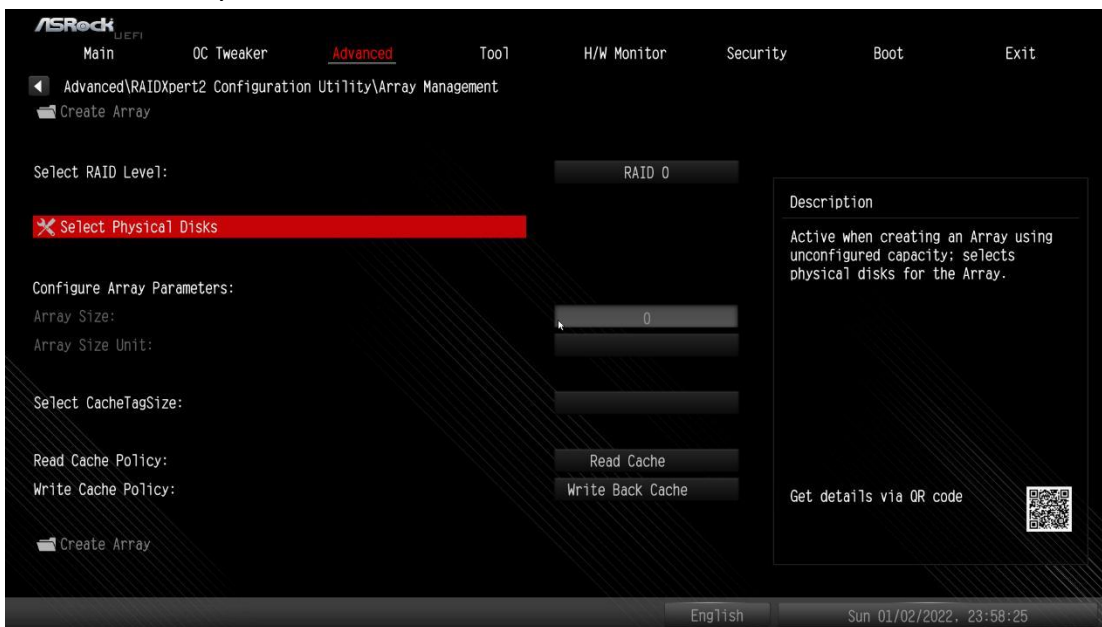 ASRock UEFI
Main OC Tweaker Advanced Tool H/W Monitor Security Boot Exit
Advanced\RAIDXpert2 Configuration Utility\Array Management
Create Array
Select RAID Level: RAID 0
Select Physical Disks
Configure Array Parameters:
Array Size: 0
Array Size Unit:
Select CacheTagSize:
Read Cache Policy: Read Cache
Write Cache Policy: Write Back Cache
Create Array
Description
Active when creating an Array using
unconfigured capacity; selects
physical disks for the Array.
Get details via QR code
English Sun 01/02/2022, 23:58:25